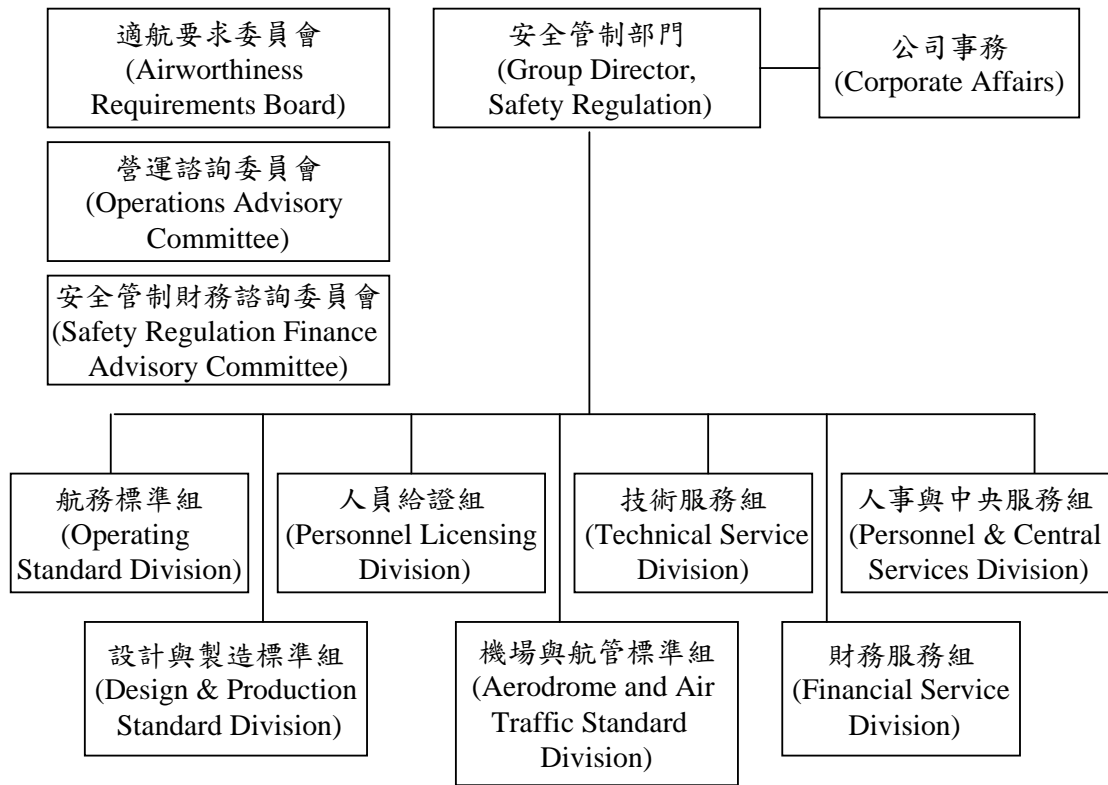 適航要求委員會
(Airworthiness
Requirements Board)
安全管制部門
(Group Director,
Safety Regulation)
公司事務
(Corporate Affairs)
營運諮詢委員會
(Operations Advisory
Committee)
安全管制財務諮詢委員會
(Safety Regulation Finance
Advisory Committee)
航務標準組
(Operating
Standard Division)
人員給證組
(Personnel Licensing
Division)
技術服務組
(Technical Service
Division)
人事與中央服務組
(Personnel & Central
Services Division)
設計與製造標準組
(Design & Production
Standard Division)
機場與航管標準組
(Aerodrome and Air
Traffic Standard
Division)
財務服務組
(Financial Service
Division)